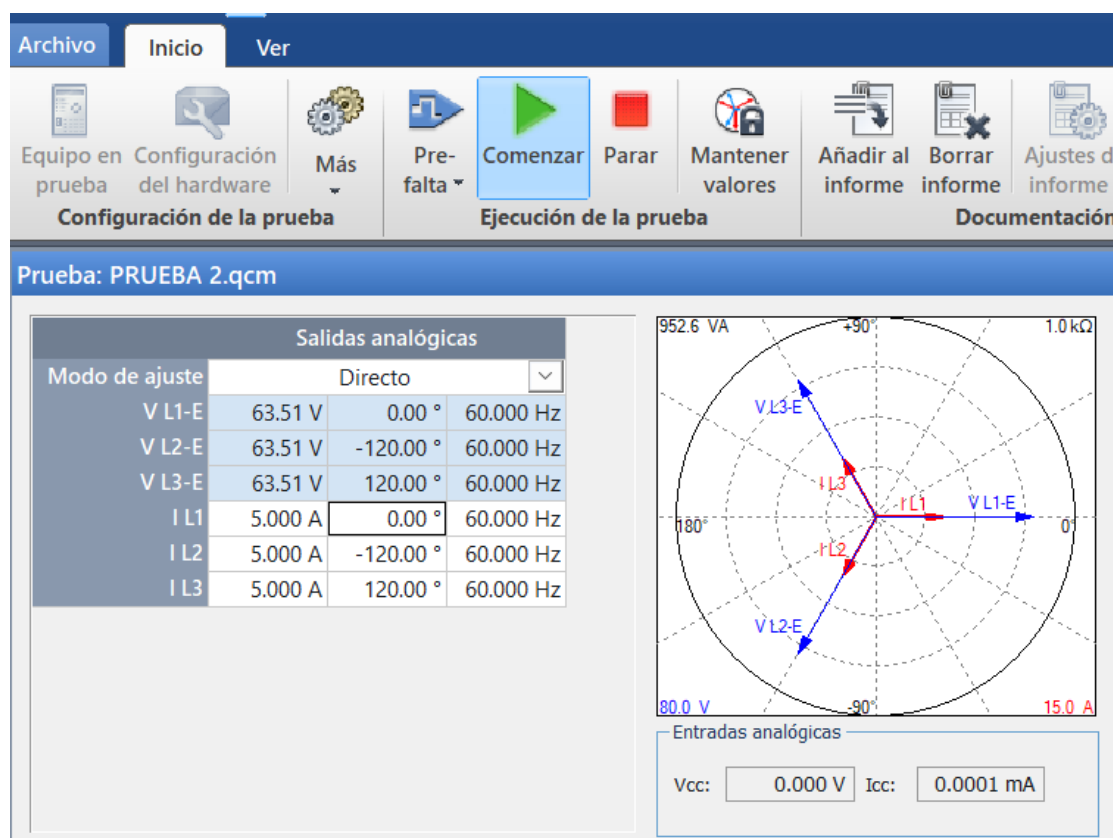 Archivo Inicio Ver
Equipo en prueba
Configuración del hardware
Más
Pre-falta
Comenzar
Parar
Mantener valores
Añadir al informe
Borrar informe
Ajustes d
informe
Configuración de la prueba
Ejecución de la prueba
Documentación
Prueba: PRUEBA 2.qcm
Salidas analógicas
Modo de ajuste Directo
V L1-E 63.51 V 0.00 ° 60.000 Hz
V L2-E 63.51 V -120.00 ° 60.000 Hz
V L3-E 63.51 V 120.00 ° 60.000 Hz
I L1 5.000 A 0.00 ° 60.000 Hz
I L2 5.000 A -120.00 ° 60.000 Hz
I L3 5.000 A 120.00 ° 60.000 Hz
952.6 VA +90° 1.0 kΩ
V L3-E
I L3
I L1 V L1-E
180° 0°
I L2
V L2-E
80.0 V -90° 15.0 A
Entradas analógicas
Vcc: 0.000 V Icc: 0.0001 mA